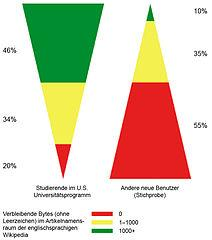 10%
46%
35%
34%
55%
20%
Studierende im U.S.
Universitätsprogramm
Andere neue Benutzer
(Stichprobe)
Verbleibende Bytes (ohne
Leerzeichen) im Artikelnamens-
raum der englischsprachigen
Wikipedia
0
1–1000
1000+